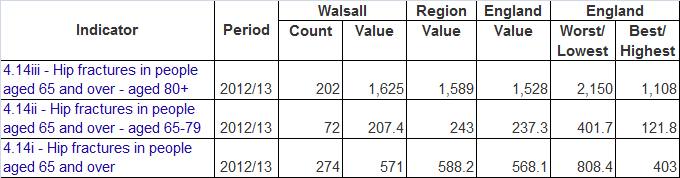 Walsall Region England England
Indicator Period Count Value Value Value Worst/ Best/
Lowest Highest
4.14iii - Hip fractures in people
aged 65 and over - aged 80+ 2012/13 202 1,625 1,589 1,528 2,150 1,108
4.14ii - Hip fractures in people
aged 65 and over - aged 65-79 2012/13 72 207.4 243 237.3 401.7 121.8
4.14i - Hip fractures in people
aged 65 and over 2012/13 274 571 588.2 568.1 808.4 403